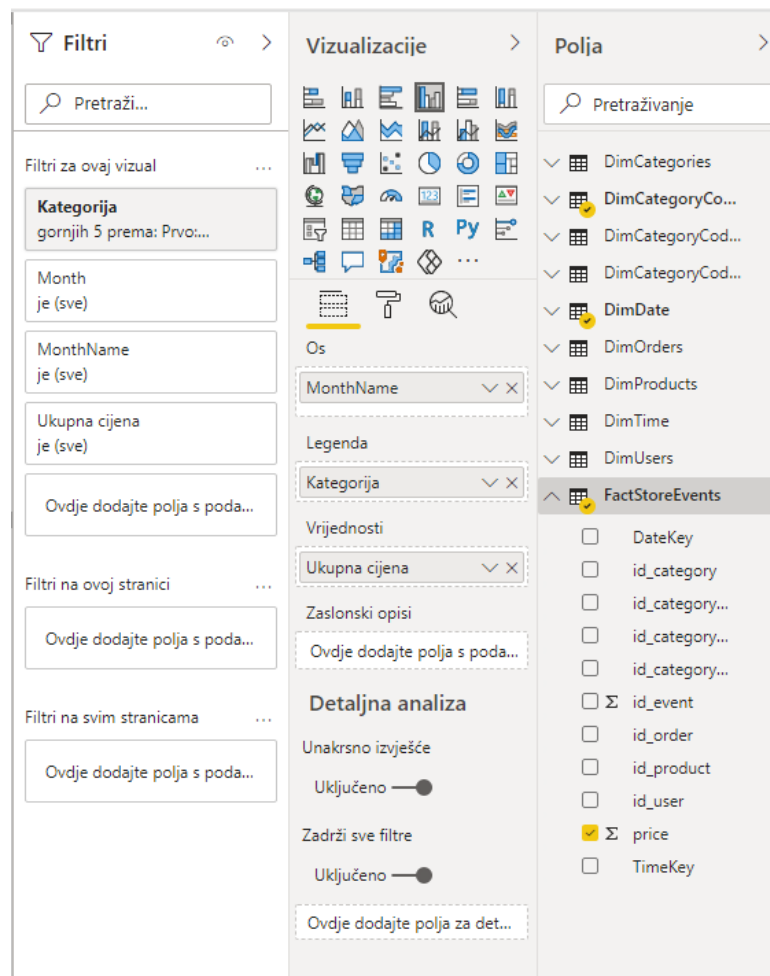 Filtri
Pretraži...
Filtri za ovaj vizual
...
Kategorija
gornjih 5 prema: Prvo:...
Month
je (sve)
MonthName
je (sve)
Ukupna cijena
je (sve)
Ovdje dodajte polja s poda...
Filtri na ovoj stranici
...
Ovdje dodajte polja s poda...
Filtri na svim stranicama
...
Ovdje dodajte polja s poda...
Vizualizacije
123
R
Py
...
Os
MonthName
Legenda
Kategorija
Vrijednosti
Ukupna cijena
Zaslonski opisi
Ovdje dodajte polja s poda...
Detaljna analiza
Unakrsno izvješće
Uključeno
Zadrži sve filtre
Uključeno
Ovdje dodajte polja za det...
Polja
Pretraživanje
DimCategories
DimCategoryCo...
DimCategoryCod...
DimCategoryCod...
DimDate
DimOrders
DimProducts
DimTime
DimUsers
FactStoreEvents
DateKey
id_category
id_category...
id_category...
id_category...
Σ id_event
id_order
id_product
id_user
Σ price
TimeKey